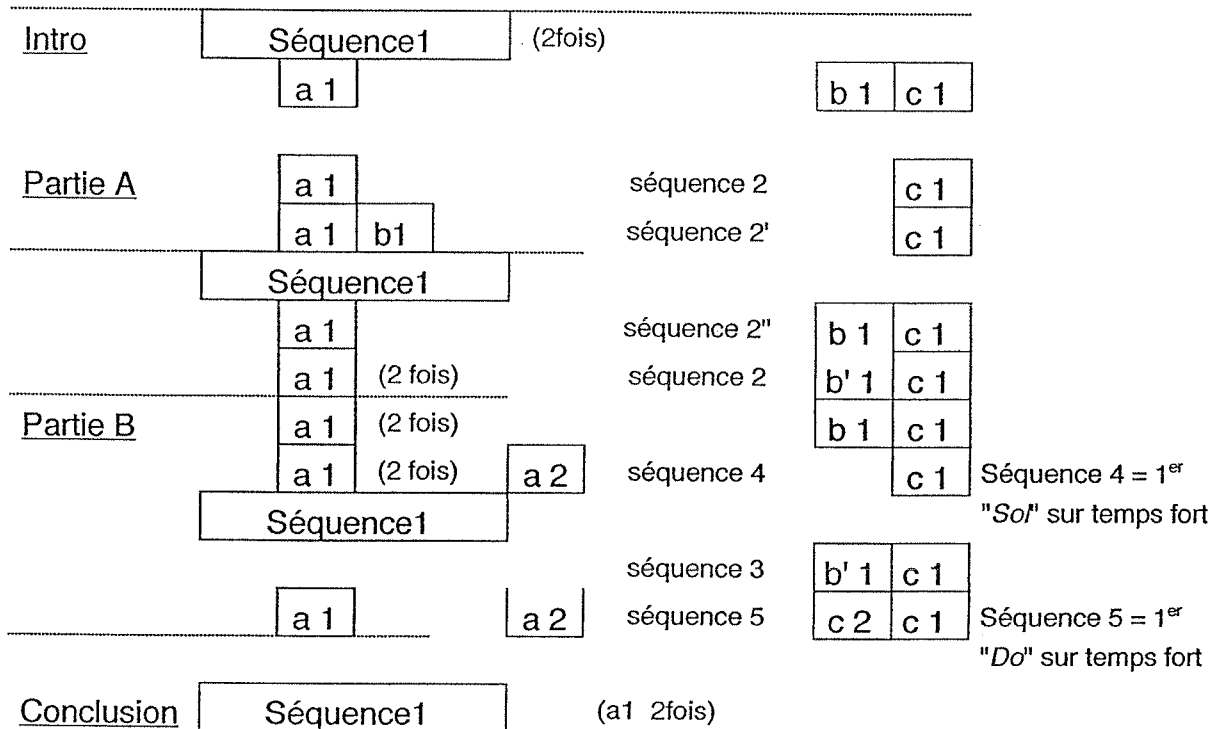 Intro Séquence1 (2fois)
a 1 b 1 c 1
Partie A a 1 séquence 2 c 1
a 1 b1 séquence 2' c 1
Séquence1
a 1 séquence 2" b 1 c 1
a 1 (2 fois) séquence 2 b' 1 c 1
Partie B a 1 (2 fois) b 1 c 1
a 1 (2 fois) a 2 séquence 4 c 1 Séquence 4 = 1er
Séquence1 "Sol" sur temps fort
séquence 3 b' 1 c 1
a 1 a 2 séquence 5 c 2 c 1 Séquence 5 = 1er
"Do" sur temps fort
Conclusion Séquence1 (a1 2fois)